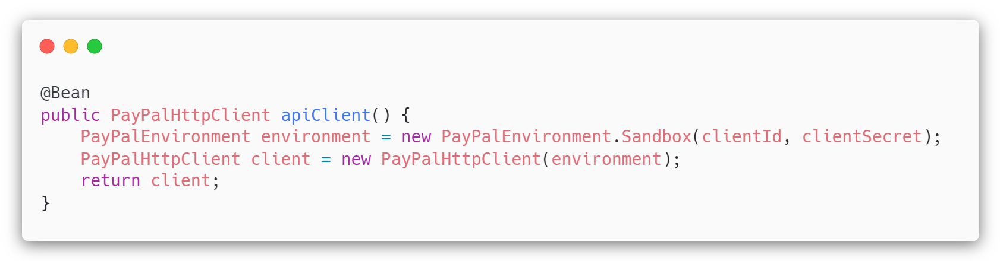 @Bean
public PayPalHttpClient apiClient() {
    PayPalEnvironment environment = new PayPalEnvironment.Sandbox(clientId, clientSecret);
    PayPalHttpClient client = new PayPalHttpClient(environment);
    return client;
}